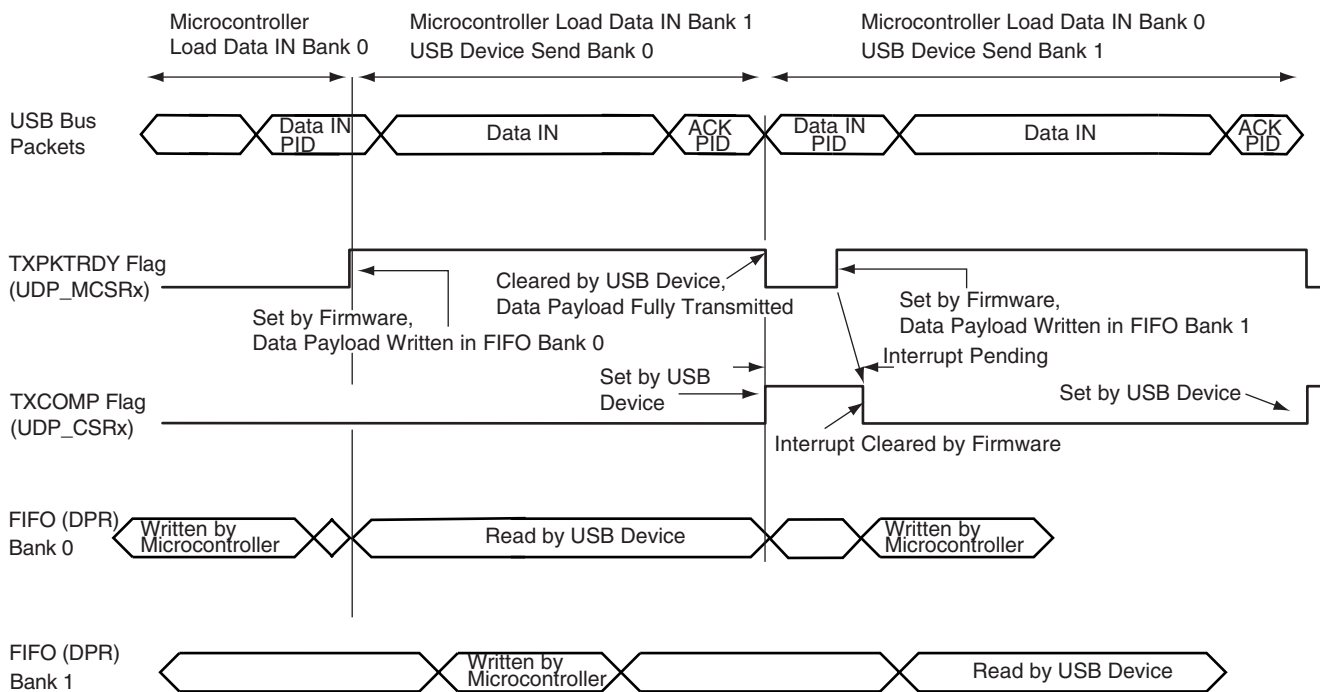 Microcontroller
Load Data IN Bank 0
Microcontroller Load Data IN Bank 1
USB Device Send Bank 0
Microcontroller Load Data IN Bank 0
USB Device Send Bank 1
USB Bus
Packets
Data IN
PID
Data IN
ACK
PID
Data IN
PID
Data IN
ACK
PID
TXPKTRDY Flag
(UDP_MCSRx)
Set by Firmware,
Data Payload Written in FIFO Bank 0
Cleared by USB Device,
Data Payload Fully Transmitted
Set by Firmware,
Data Payload Written in FIFO Bank 1
Interrupt Pending
Set by USB
Device
TXCOMP Flag
(UDP_CSRx)
Set by USB Device
Interrupt Cleared by Firmware
FIFO (DPR)
Bank 0
Written by
Microcontroller
Read by USB Device
Written by
Microcontroller
FIFO (DPR)
Bank 1
Written by
Microcontroller
Read by USB Device